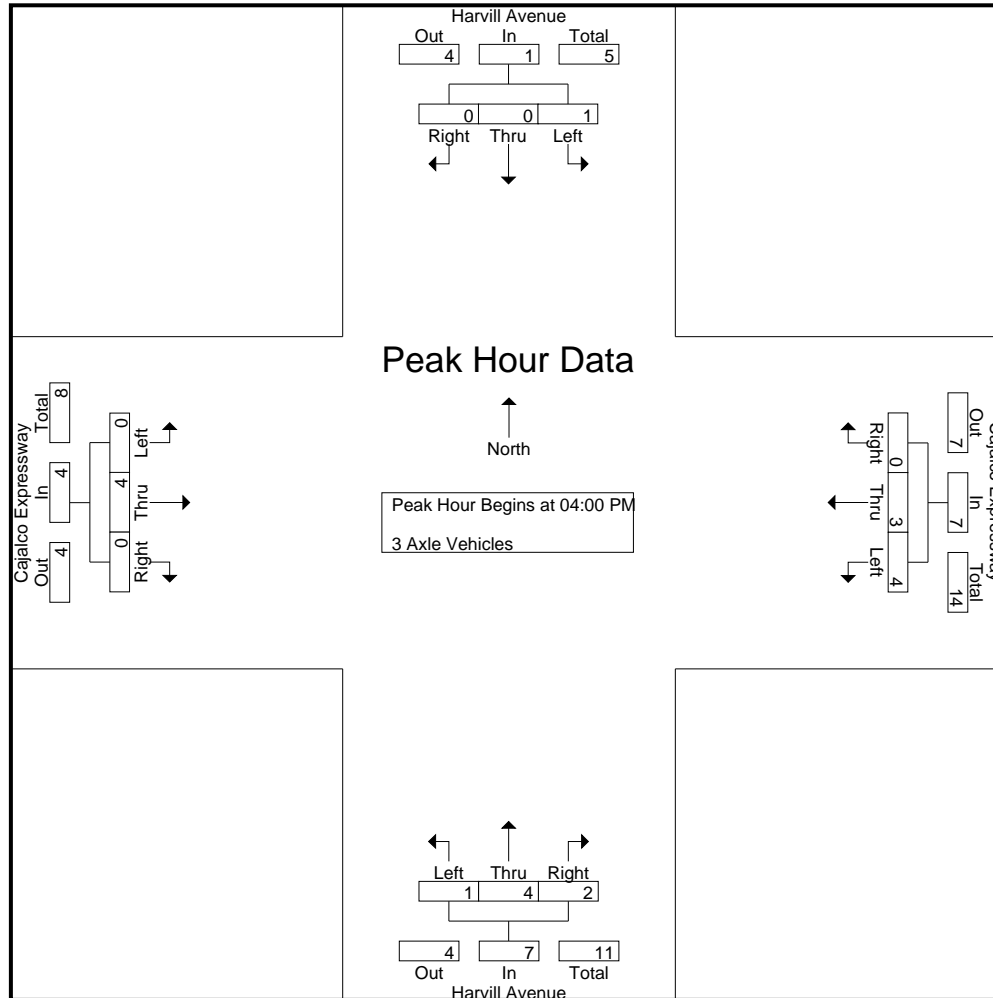 Harvill Avenue
Out In Total
4 1 5
0 0 1
Right Thru Left
Peak Hour Data
North
Peak Hour Begins at 04:00 PM
3 Axle Vehicles
Cajalco Expressway
Total In Out
8 4 4
0 4 0
Left Thru Right
Cajalco Expressway
Out In Total
7 7 14
0 3 4
Right Thru Left
Left Thru Right
1 4 2
4 7 11
Out In Total
Harvill Avenue